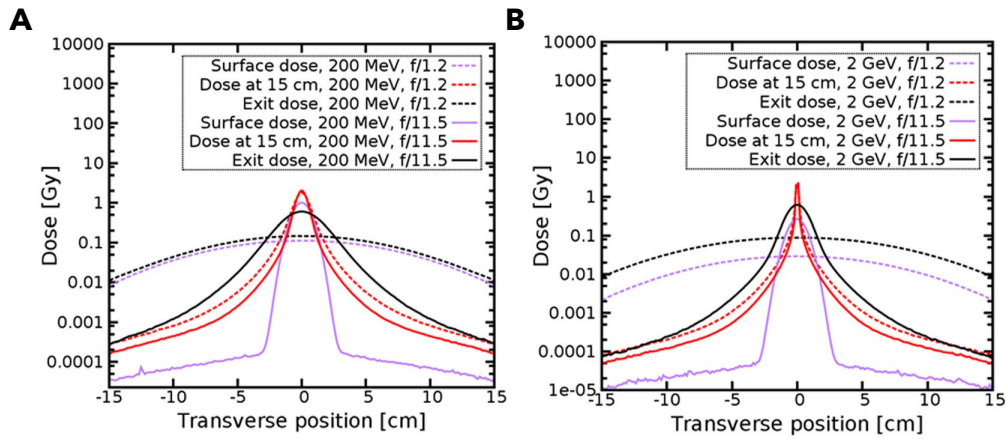 A
10000
1000
100
10
1
0.1
0.01
0.001
0.0001
Dose [Gy]
Surface dose, 200 MeV, f/1.2
Dose at 15 cm, 200 MeV, f/1.2
Exit dose, 200 MeV, f/1.2
Surface dose, 200 MeV, f/11.5
Dose at 15 cm, 200 MeV, f/11.5
Exit dose, 200 MeV, f/11.5
-15 -10 -5 0 5 10 15
Transverse position [cm]
B
10000
1000
100
10
1
0.1
0.01
0.001
0.0001
1e-05
Dose [Gy]
Surface dose, 2 GeV, f/1.2
Dose at 15 cm, 2 GeV, f/1.2
Exit dose, 2 GeV, f/1.2
Surface dose, 2 GeV, f/11.5
Dose at 15 cm, 2 GeV, f/11.5
Exit dose, 2 GeV, f/11.5
-15 -10 -5 0 5 10 15
Transverse position [cm]